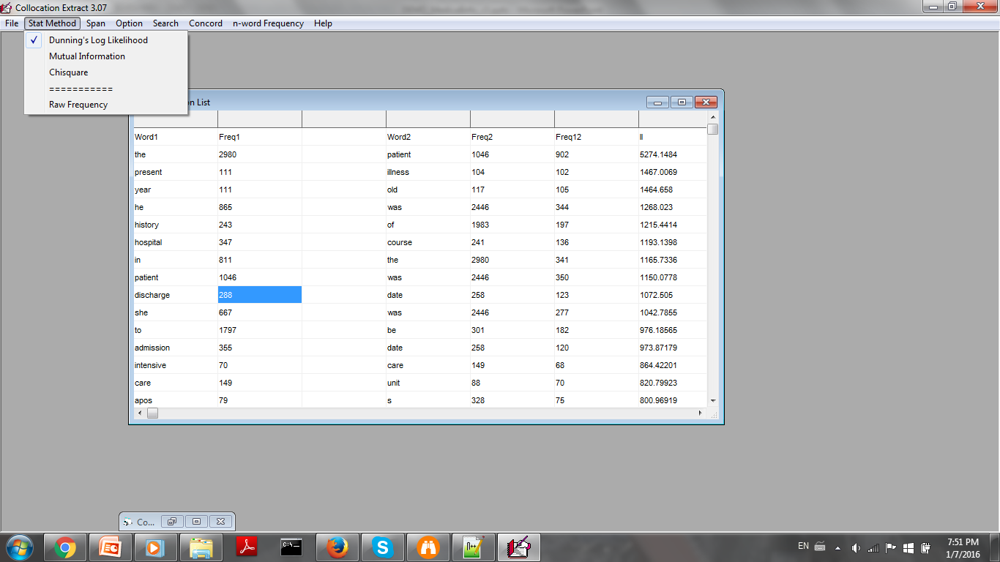 Collocation Extract 3.07
File Stat Method Span Option Search Concord n-word Frequency Help
Dunning's Log Likelihood
Mutual Information
Chisquare
===========
Raw Frequency
on List
Word1 Freq1 Word2 Freq2 Freq12 ll
the 2980 patient 1046 902 5274.1484
present 111 illness 104 102 1467.0069
year 111 old 117 105 1464.658
he 865 was 2446 344 1268.023
history 243 of 1983 197 1215.4414
hospital 347 course 241 136 1193.1398
in 811 the 2980 341 1165.7336
patient 1046 was 2446 350 1150.0778
discharge 288 date 258 123 1072.505
she 667 was 2446 277 1042.7855
to 1797 be 301 182 976.18565
admission 355 date 258 120 973.87179
intensive 70 care 149 68 864.42201
care 149 unit 88 70 820.79923
apos 79 s 328 75 800.96919
Co...
EN
7:51 PM
1/7/2016